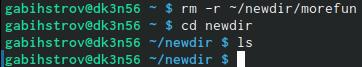 gabihstrov@dk3n56 ~ $ rm -r ~/newdir/morefun
gabihstrov@dk3n56 ~ $ cd newdir
gabihstrov@dk3n56 ~/newdir $ ls
gabihstrov@dk3n56 ~/newdir $